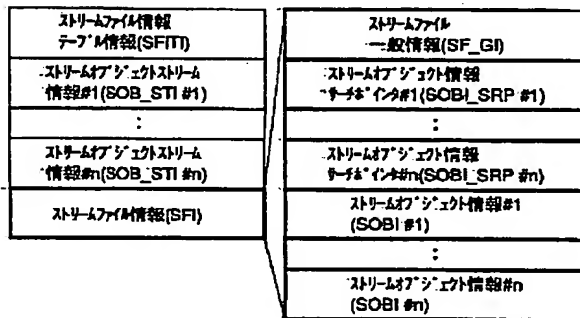 ストリームファイル情報
テーブル情報(SFITI)
ストリームオブジェクトストリーム
情報#1(SOB_STI #1)
:
ストリームオブジェクトストリーム
情報#n(SOB_STI #n)
ストリームファイル情報(SFI)
ストリームファイル
一般情報(SF_GI)
ストリームオブジェクト情報
サーチポインタ#1(SOBI_SRP #1)
:
ストリームオブジェクト情報
サーチポインタ#n(SOBI_SRP #n)
ストリームオブジェクト情報#1
(SOBI #1)
:
ストリームオブジェクト情報#n
(SOBI #n)